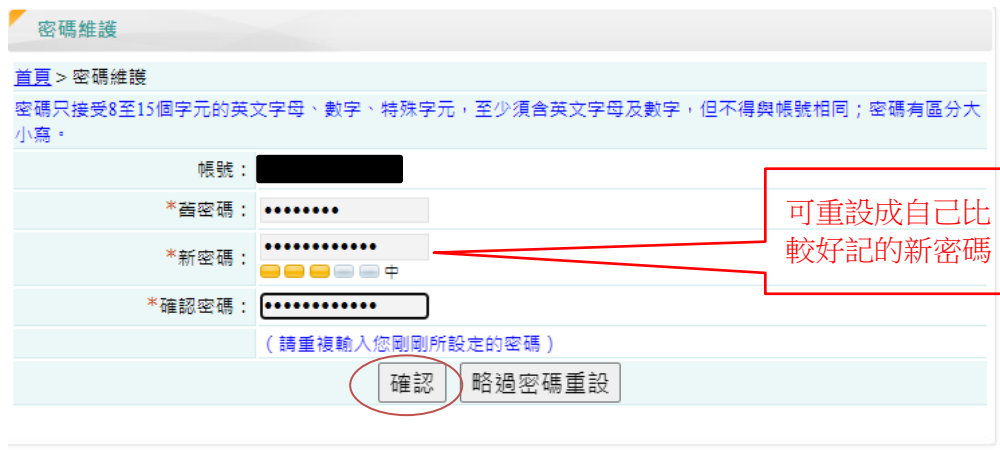 密碼維護
首頁 > 密碼維護
密碼只接受8至15個字元的英文字母、數字、特殊字元，至少須含英文字母及數字，但不得與帳號相同；密碼有區分大
小寫。
帳號：
*舊密碼： ••••••••
*新密碼： ••••••••••••
中
可重設成自己比
較好記的新密碼
*確認密碼： ••••••••••••
（請重複輸入您剛剛所設定的密碼）
確認 略過密碼重設